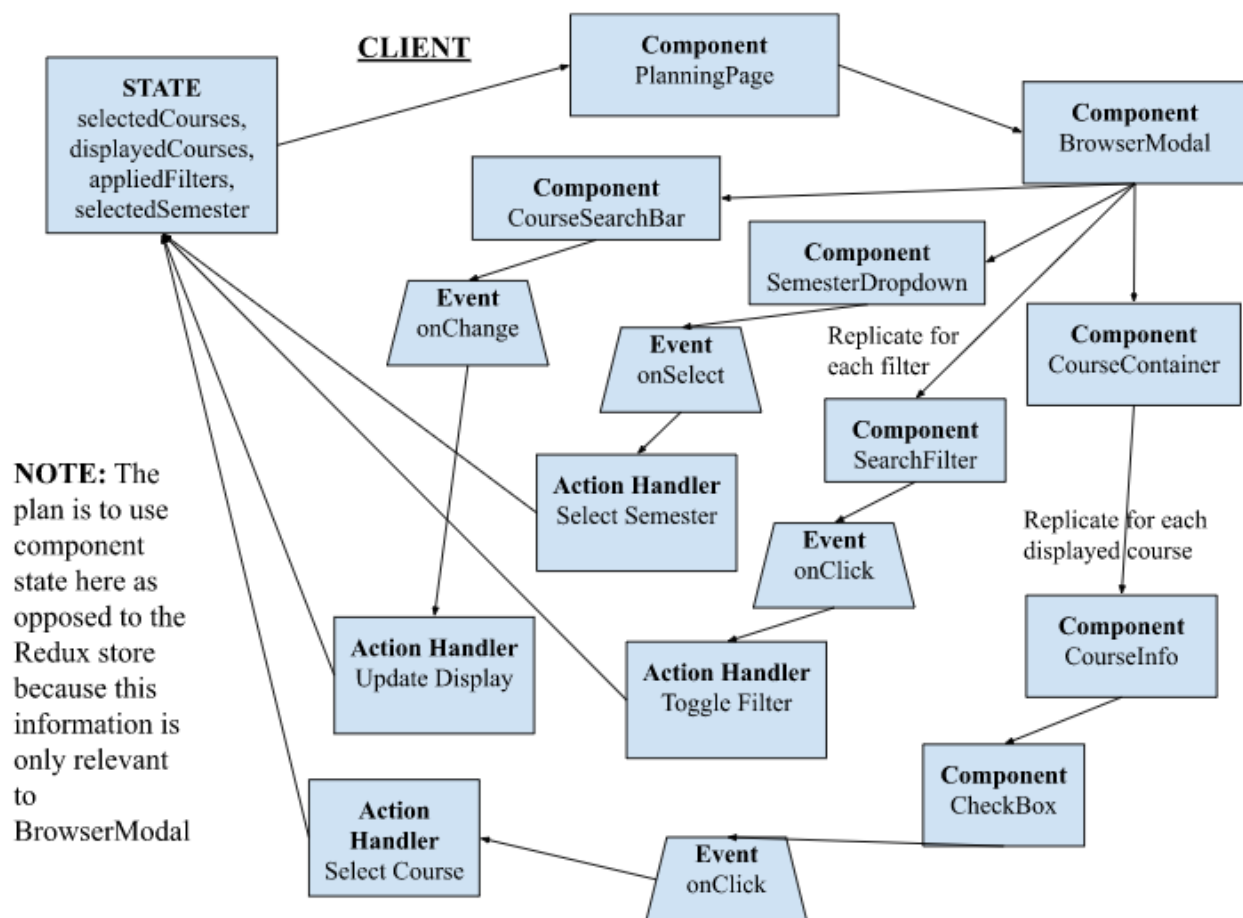 CLIENT
STATE
selectedCourses,
displayedCourses,
appliedFilters,
selectedSemester
Component
PlanningPage
Component
BrowserModal
Component
CourseSearchBar
Component
SemesterDropdown
Event
onChange
Event
onSelect
Replicate for
each filter
Component
CourseContainer
Component
SearchFilter
Action Handler
Select Semester
NOTE: The
plan is to use
component
state here as
opposed to the
Redux store
because this
information is
only relevant
to
BrowserModal
Event
onClick
Replicate for each
displayed course
Action Handler
Update Display
Action Handler
Toggle Filter
Component
CourseInfo
Component
CheckBox
Action
Handler
Select Course
Event
onClick